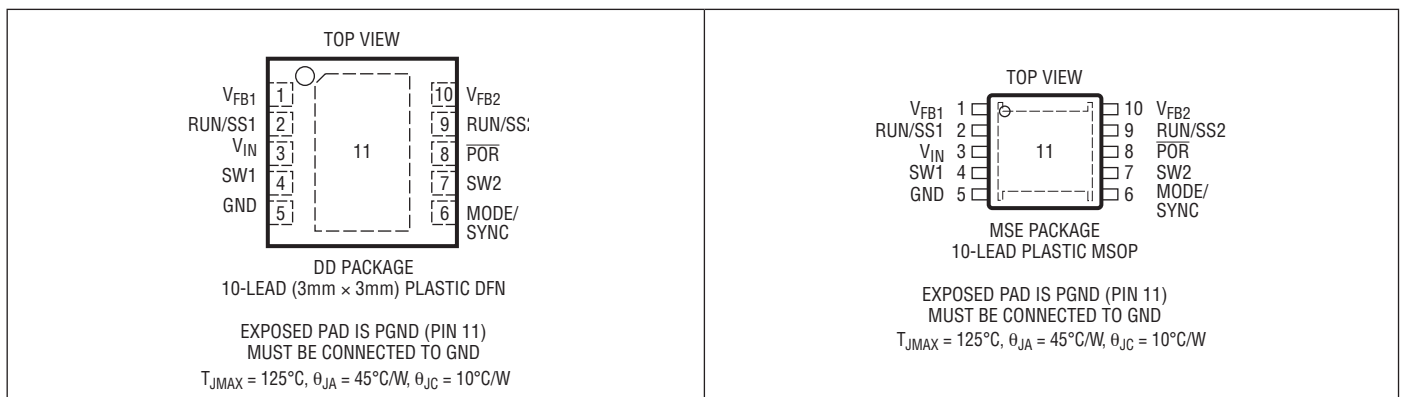 TOP VIEW
VFB1 1 10 VFB2
RUN/SS1 2 9 RUN/SS2
VIN 3 11 8 POR
SW1 4 7 SW2
GND 5 6 MODE/
SYNC
DD PACKAGE
10-LEAD (3mm × 3mm) PLASTIC DFN
EXPOSED PAD IS PGND (PIN 11)
MUST BE CONNECTED TO GND
TJMAX = 125°C, θJA = 45°C/W, θJC = 10°C/W
TOP VIEW
VFB1 1 10 VFB2
RUN/SS1 2 9 RUN/SS2
VIN 3 11 8 POR
SW1 4 7 SW2
GND 5 6 MODE/
SYNC
MSE PACKAGE
10-LEAD PLASTIC MSOP
EXPOSED PAD IS PGND (PIN 11)
MUST BE CONNECTED TO GND
TJMAX = 125°C, θJA = 45°C/W, θJC = 10°C/W